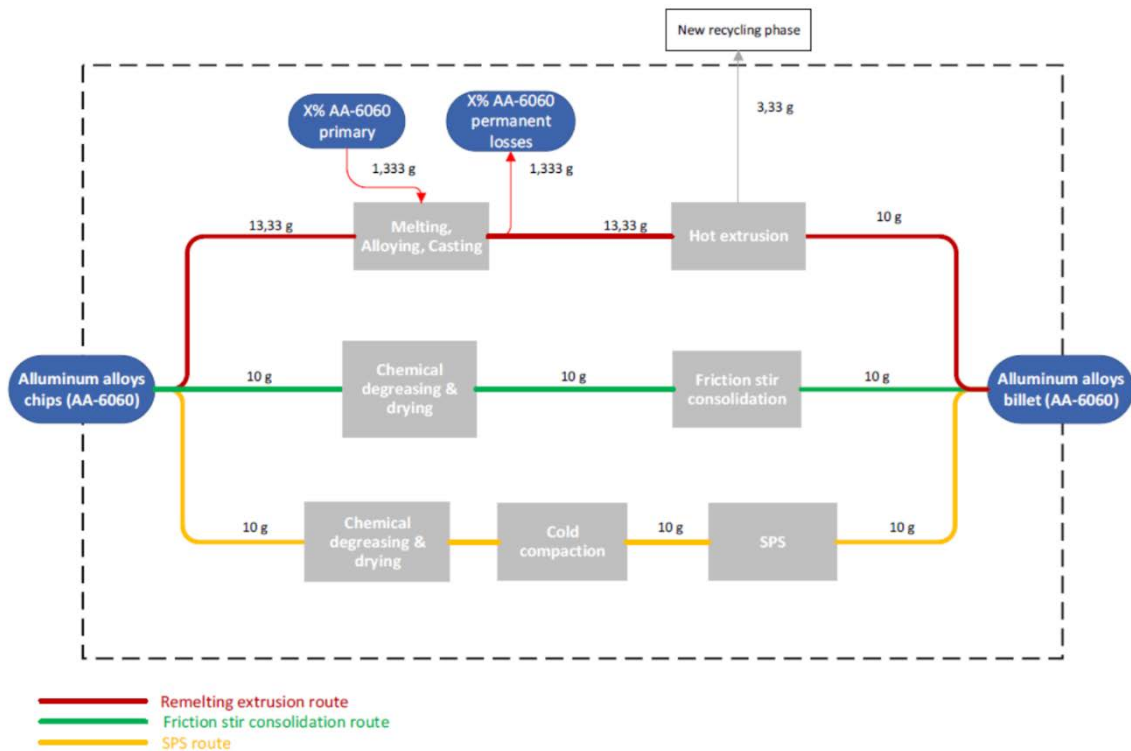 New recycling phase
X% AA-6060
primary
X% AA-6060
permanent
losses
3,33 g
1,333 g
1,333 g
13,33 g
Melting,
Alloying, Casting
13,33 g
Hot extrusion
10 g
Alluminum alloys
chips (AA-6060)
10 g
Chemical
degreasing &
drying
10 g
Friction stir
consolidation
10 g
Alluminum alloys
billet (AA-6060)
10 g
Chemical
degreasing &
drying
Cold
compaction
10 g
SPS
10 g
Remelting extrusion route
Friction stir consolidation route
SPS route